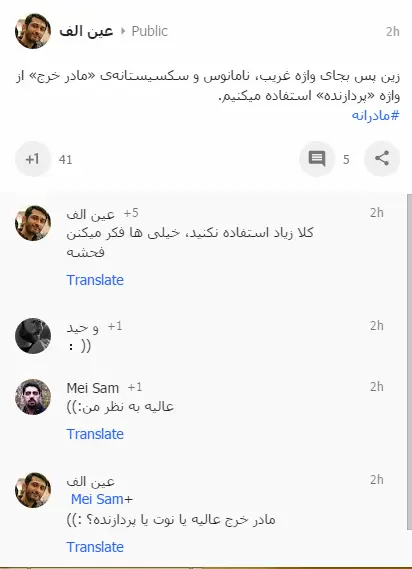 عین الف ▸ Public 2h
زین پس بجای واژه غریب، نامانوس و سکسیستانه‌ی «مادر خرج» از
واژه «پردازنده» استفاده میکنیم.
#مادرانه
+1 41 5
عین الف +5 2h
کلا زیاد استفاده نکنید، خیلی ها فکر میکنن
فحشه
Translate
و حید +1 2h
: ))
Mei Sam +1 2h
عالیه به نظر من:))
Translate
عین الف 2h
Mei Sam+
مادر خرج عالیه یا نوت یا پردازنده؟ :))
Translate